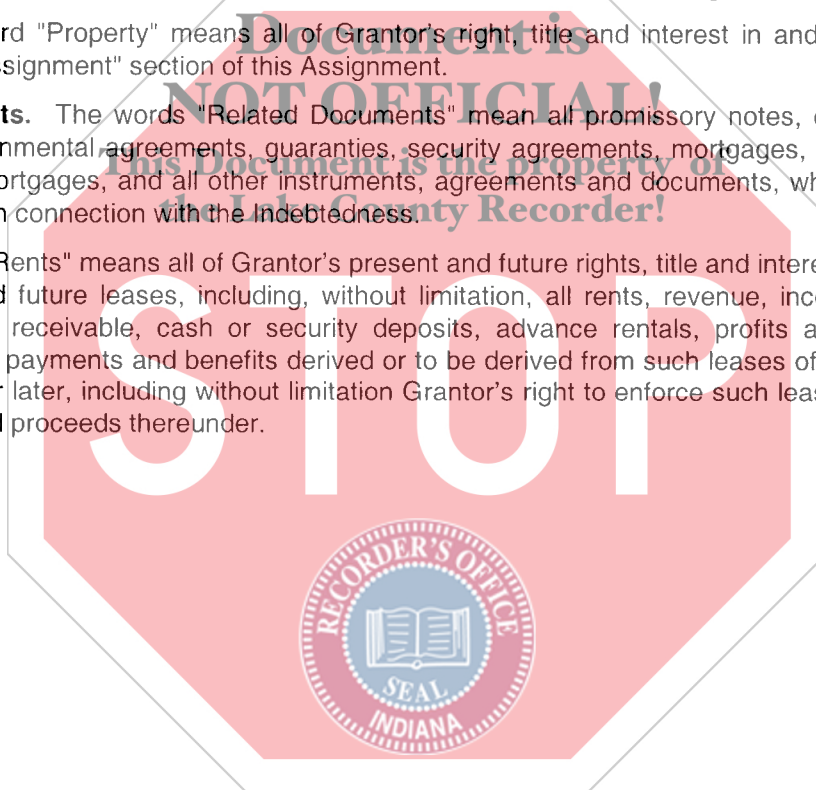 Document is
rd "Property" means all of Grantor's right, title and interest in and
ssignment" section of this Assignment.
NOT OFFICIAL!
ts. The words "Related Documents" mean all promissory notes,
nmental agreements, guaranties, security agreements, mortgages,
This Document is the property of
ortgages, and all other instruments, agreements and documents, wh
the Lake County Recorder!
n connection with the Indebtedness.
Rents" means all of Grantor's present and future rights, title and intere
d future leases, including, without limitation, all rents, revenue, inc
receivable, cash or security deposits, advance rentals, profits a
payments and benefits derived or to be derived from such leases of
r later, including without limitation Grantor's right to enforce such leas
d proceeds thereunder.
STOP
RECORDER'S OFFICE
SEAL
INDIANA